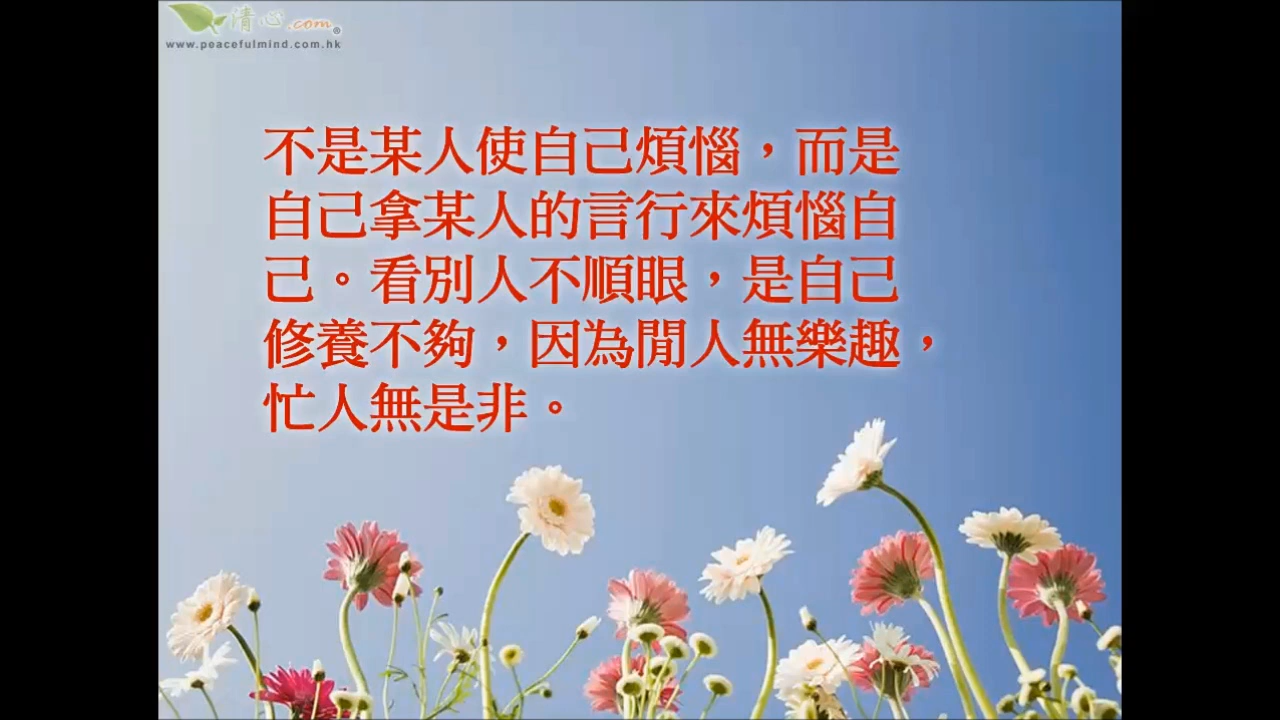 清心.com®
www.peacefulmind.com.hk
不是某人使自己煩惱，而是
自己拿某人的言行來煩惱自
己。看別人不順眼，是自己
修養不夠，因為閒人無樂趣，
忙人無是非。